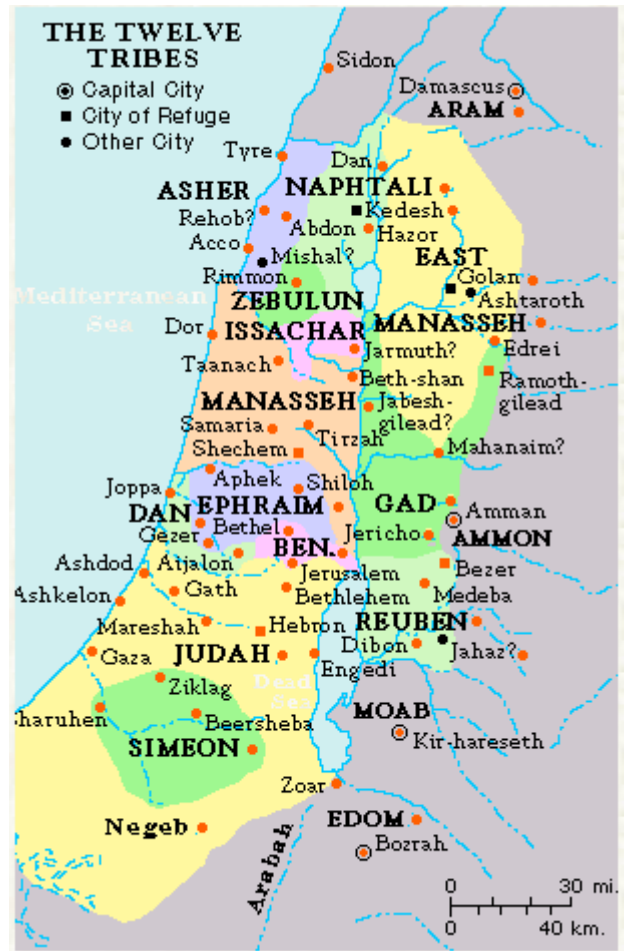 THE TWELVE
TRIBES
Capital City
City of Refuge
Other City
Sidon
Damascus
ARAM
Tyre
Dan
ASHER
NAPHTALI
Rehob?
Kedesh
Abdon
Hazor
Acco
Mishal?
EAST
Rimmon
Golan
Mediterranean
Sea
ZEBULUN
Ashtaroth
Dor
ISSACHAR
MANASSEH
Jarmuth?
Edrei
Taanach
Beth-shan
Ramoth-
gilead
MANASSEH
Jabesh-
gilead?
Samaria
Tirzah
Shechem
Mahanaim?
Aphek
Shiloh
Joppa
DAN
EPHRAIM
GAD
Amman
Bethel
Gezer
Jericho
AMMON
BEN.
Ashdod
Aijalon
Jerusalem
Bezer
Gath
Bethlehem
Medeba
Ashkelon
REUBEN
Mareshah
Hebron
Dibon
Gaza
JUDAH
Engedi
Jahaz?
Ziklag
Dead
Sea
Sharuhen
Beersheba
MOAB
SIMEON
Kir-hareseth
Zoar
Negeb
EDOM
Arabah
Bozrah
0 30 mi.
0 40 km.